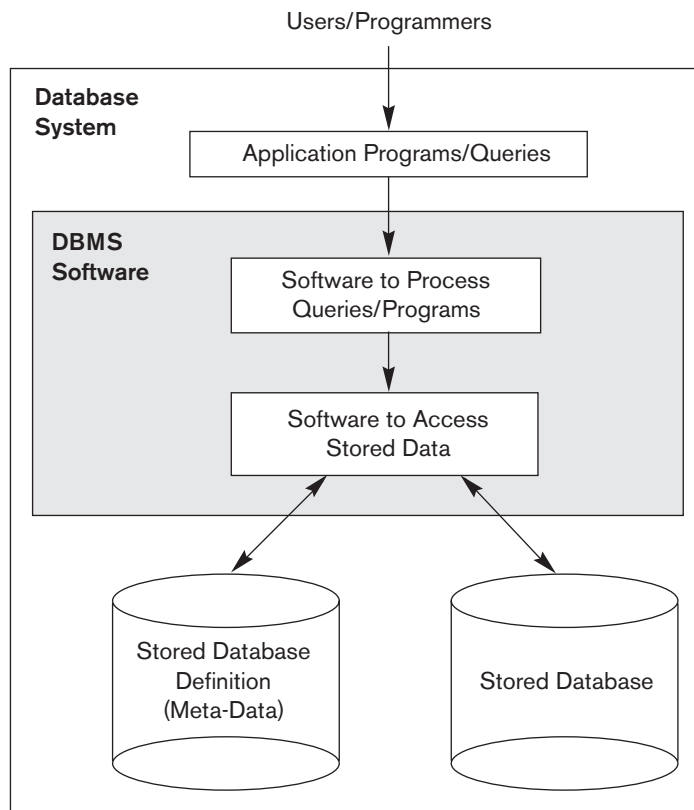 Users/Programmers
Database
System
Application Programs/Queries
DBMS
Software
Software to Process
Queries/Programs
Software to Access
Stored Data
Stored Database
Definition
(Meta-Data)
Stored Database